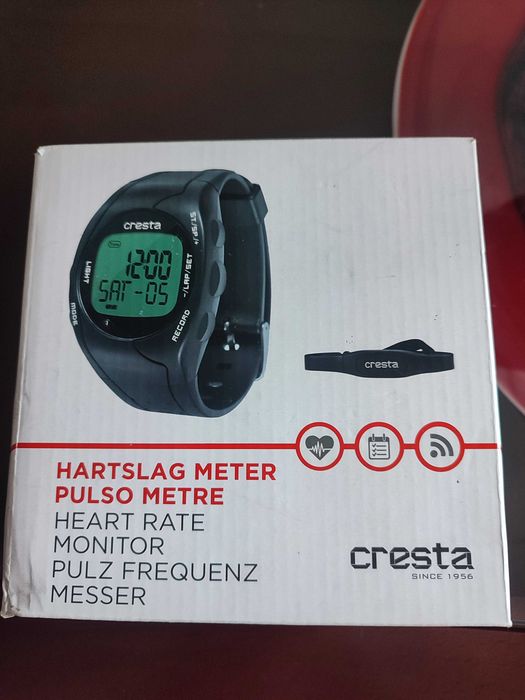 cresta
12:00
SAT-05
LIGHT
MODE
ST/SP/+
-/LAP/SET
RECORD
cresta
HARTSLAG METER
PULSO METRE
HEART RATE
MONITOR
PULZ FREQUENZ
MESSER
cresta
SINCE 1956